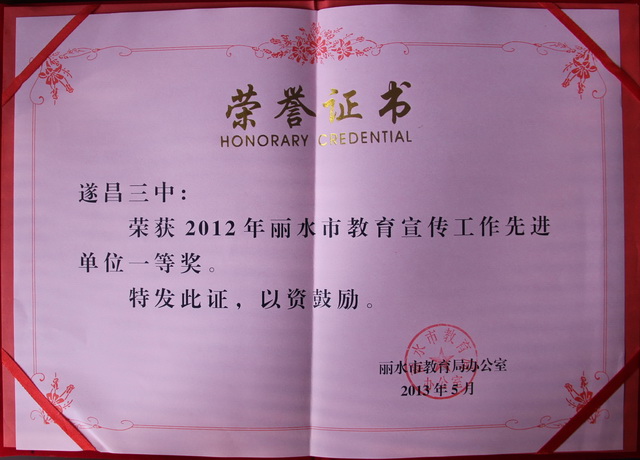 荣誉证书
HONORARY CREDENTIAL
遂昌三中：
荣获 2012 年丽水市教育宣传工作先进
单位一等奖。
特发此证，以资鼓励。
丽水市教育局办公室
2013 年 5 月